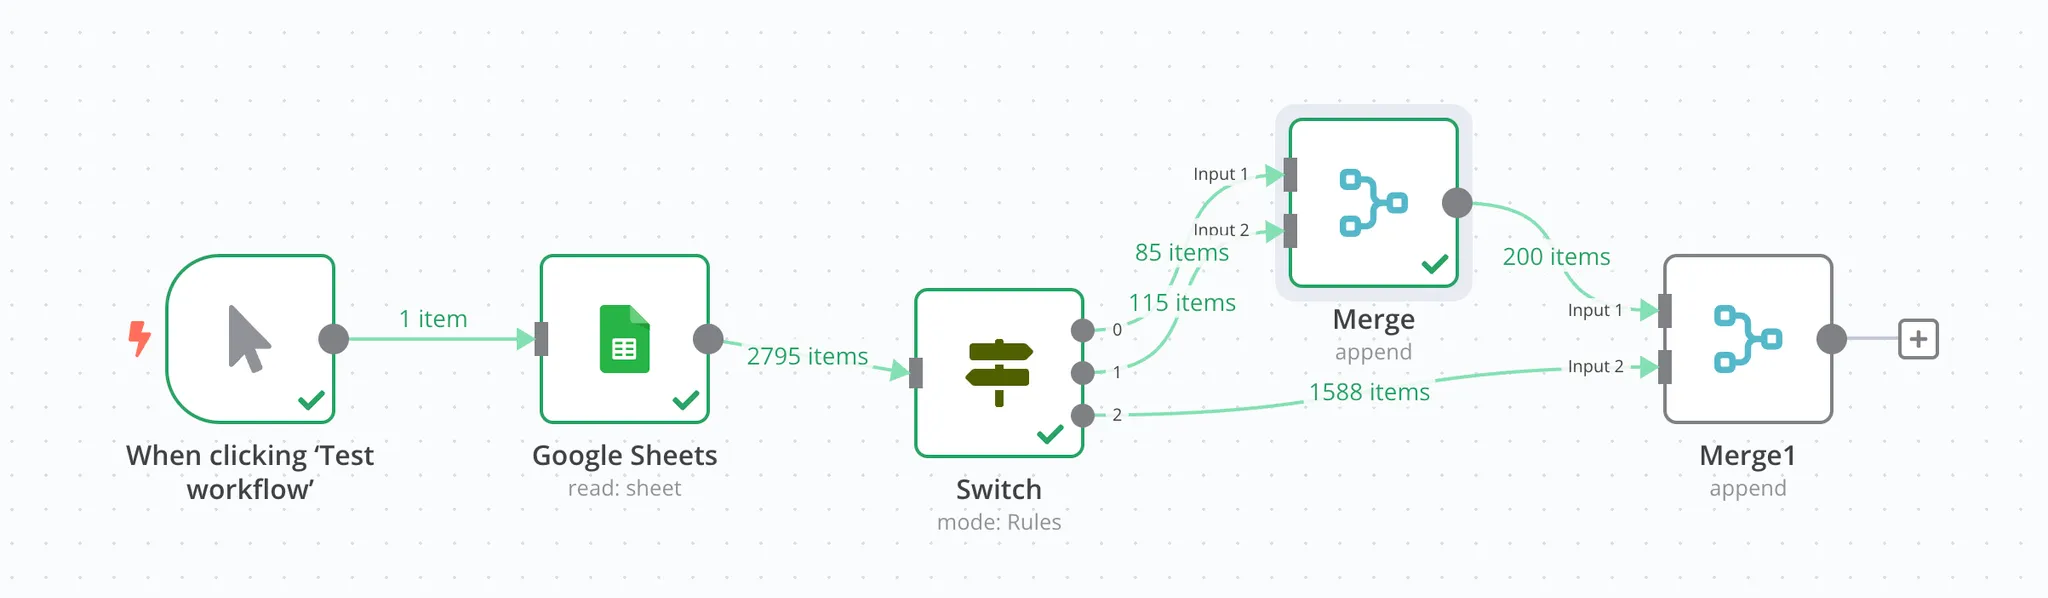 1 item
When clicking ‘Test
workflow’
Google Sheets
read: sheet
2795 items
Switch
mode: Rules
0
1
2
85 items
115 items
1588 items
Input 1
Input 2
Merge
append
200 items
Input 1
Input 2
Merge1
append